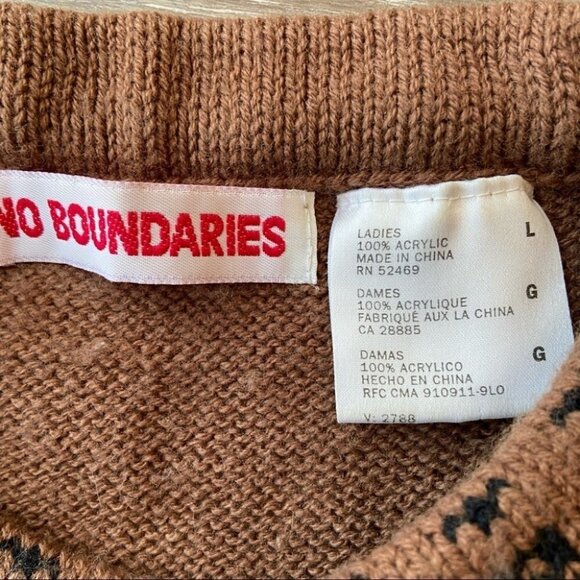 NO BOUNDARIES
LADIES L
100% ACRYLIC
MADE IN CHINA
RN 52469
DAMES G
100% ACRYLIQUE
FABRIQUÉ AUX LA CHINA
CA 28885
DAMAS G
100% ACRYLICO
HECHO EN CHINA
RFC CMA 910911-9L0
V: 2788